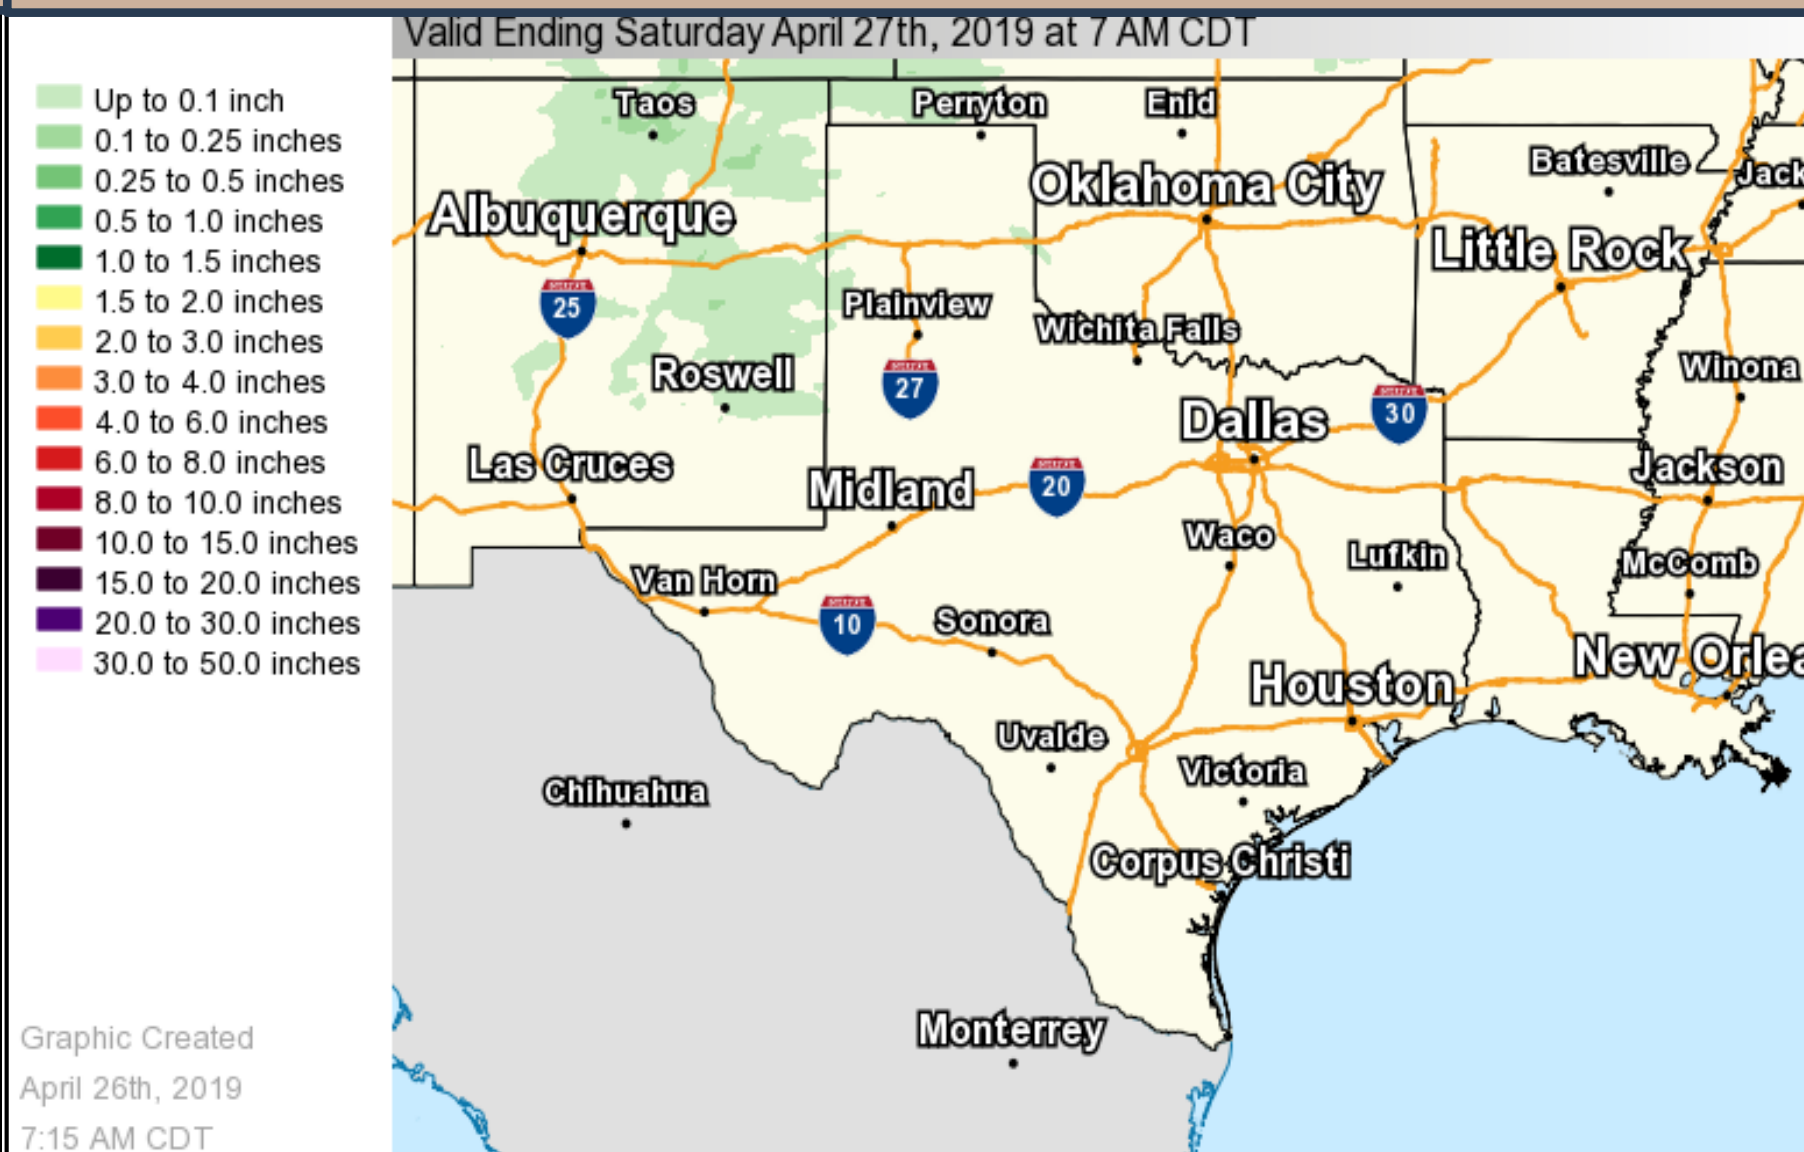 Valid Ending Saturday April 27th, 2019 at 7 AM CDT
Up to 0.1 inch
0.1 to 0.25 inches
0.25 to 0.5 inches
0.5 to 1.0 inches
1.0 to 1.5 inches
1.5 to 2.0 inches
2.0 to 3.0 inches
3.0 to 4.0 inches
4.0 to 6.0 inches
6.0 to 8.0 inches
8.0 to 10.0 inches
10.0 to 15.0 inches
15.0 to 20.0 inches
20.0 to 30.0 inches
30.0 to 50.0 inches
Graphic Created
April 26th, 2019
7:15 AM CDT
Taos
Perryton
Enid
Batesville
Jack
Oklahoma City
Albuquerque
Little Rock
25
Plainview
Wichita Falls
Roswell
27
Winona
30
Dallas
Las Cruces
Jackson
Midland
20
Waco
Lufkin
McComb
Van Horn
10
Sonora
New Orlea
Houston
Uvalde
Victoria
Chihuahua
Corpus Christi
Monterrey